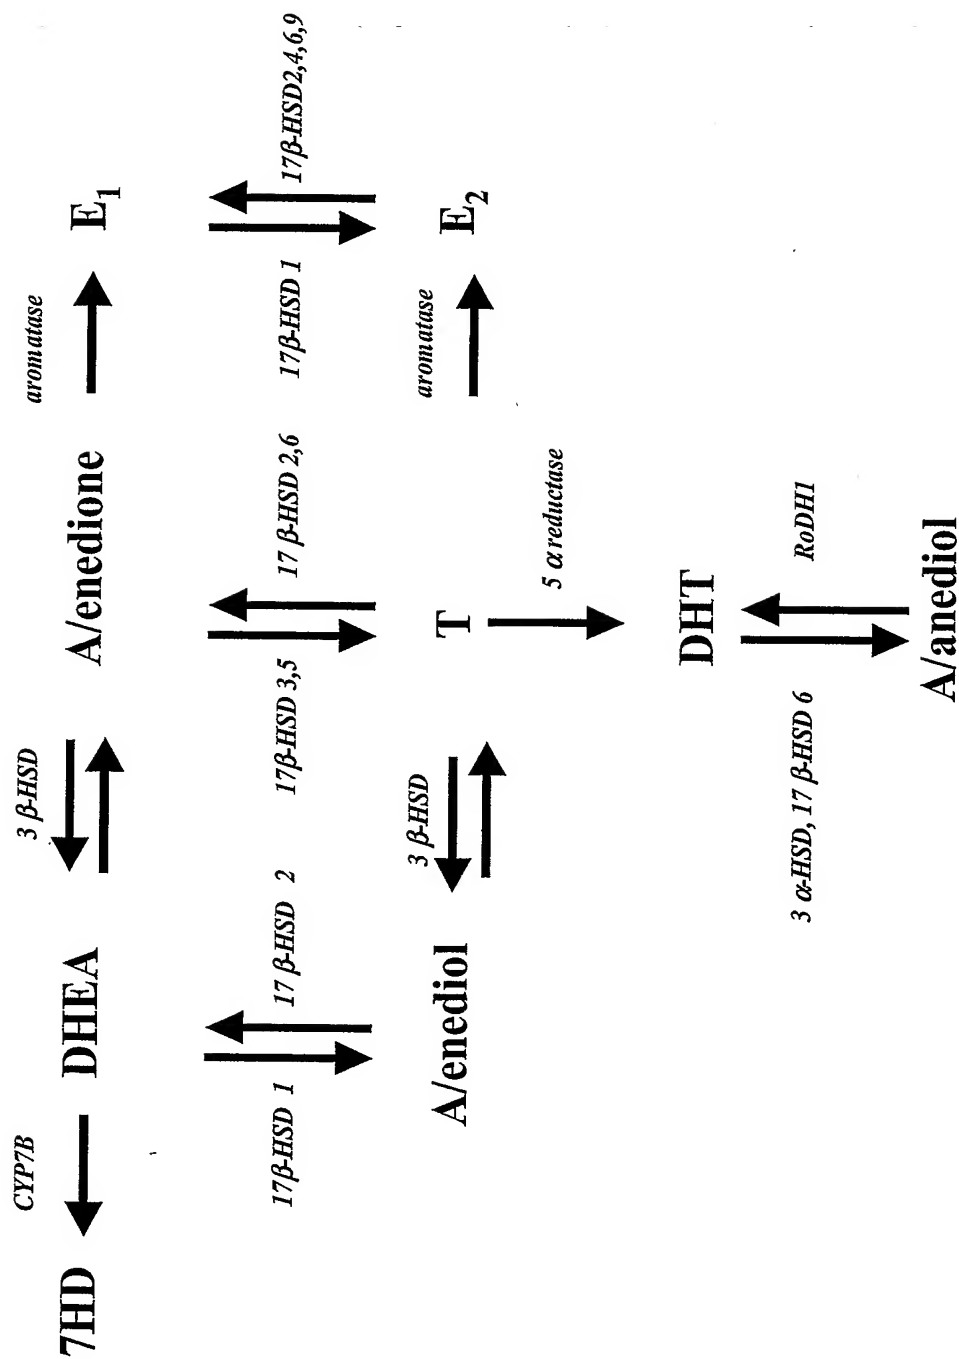 CYP7B
3 β-HSD
aromatase
7HD
DHEA
A/enedione
E1
17β-HSD 1
17 β-HSD 2
17β-HSD 3,5
17 β-HSD 2,6
17β-HSD 1
17β-HSD2,4,6,9
3 β-HSD
aromatase
A/enediol
T
E2
5 α reductase
DHT
3 α-HSD, 17 β-HSD 6
RoDH1
A/anediol